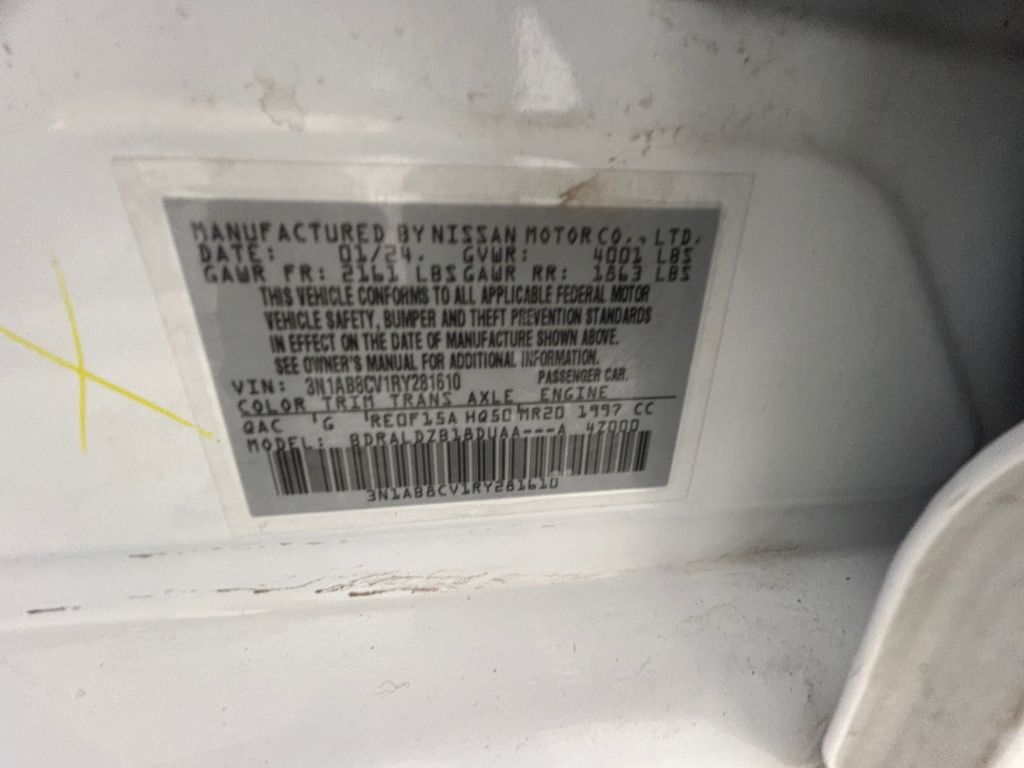 MANUFACTURED BY NISSAN MOTOR CO., LTD.
DATE: 01/24. GVWR: 4001 LBS
GAWR FR: 2161 LBS GAWR RR: 1863 LBS
THIS VEHICLE CONFORMS TO ALL APPLICABLE FEDERAL MOTOR
VEHICLE SAFETY, BUMPER AND THEFT PREVENTION STANDARDS
IN EFFECT ON THE DATE OF MANUFACTURE SHOWN ABOVE.
SEE OWNER'S MANUAL FOR ADDITIONAL INFORMATION.
VIN: 3N1AB8CV1RY281610 PASSENGER CAR.
COLOR TRIM TRANS AXLE ENGINE
QAC G RE0F15A HQ50 MR20 1997 CC
MODEL: BDRALDZB18DUAA---A 4Z000
3N1AB8CV1RY281610